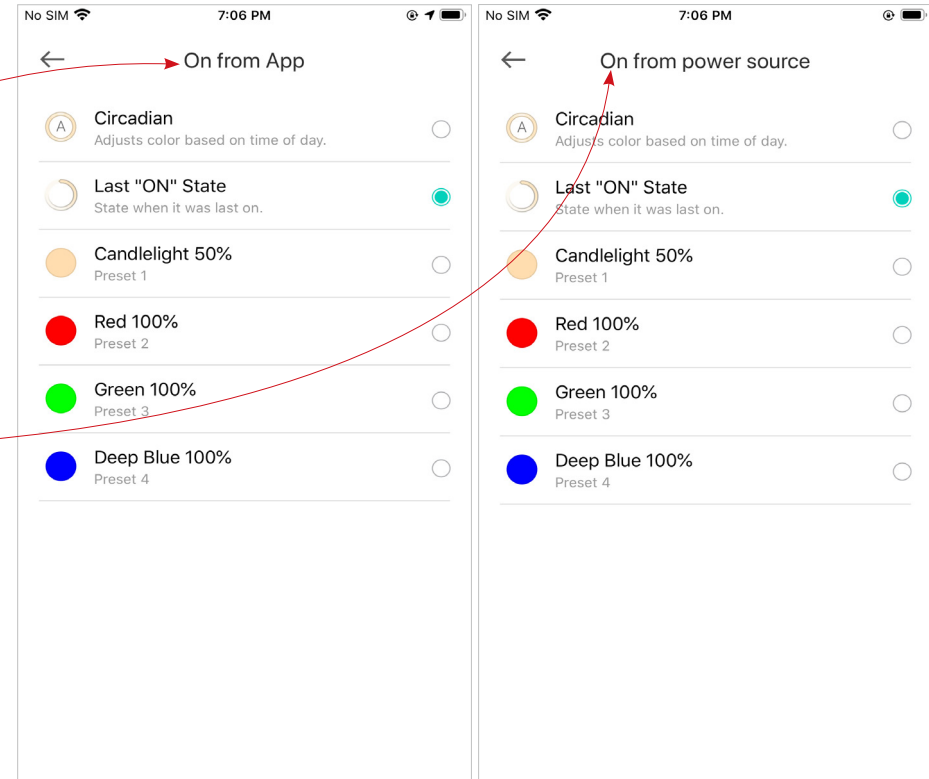 No SIM 7:06 PM
On from App
A Circadian
Adjusts color based on time of day.
Last "ON" State
State when it was last on.
Candlelight 50%
Preset 1
Red 100%
Preset 2
Green 100%
Preset 3
Deep Blue 100%
Preset 4
No SIM 7:06 PM
On from power source
A Circadian
Adjusts color based on time of day.
Last "ON" State
State when it was last on.
Candlelight 50%
Preset 1
Red 100%
Preset 2
Green 100%
Preset 3
Deep Blue 100%
Preset 4